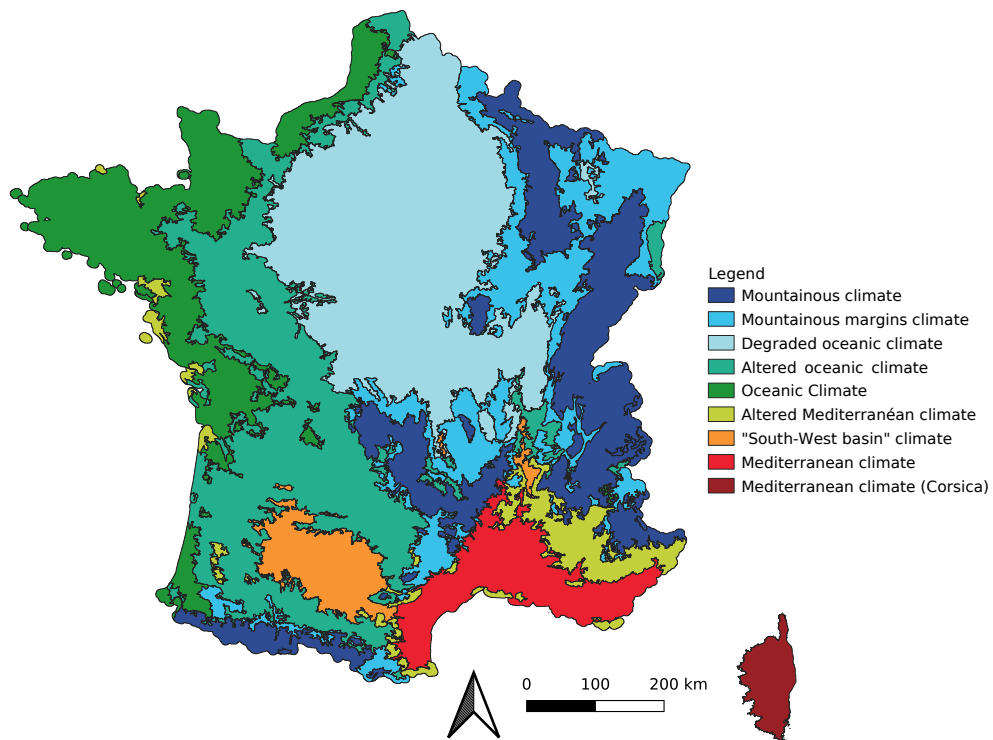 Legend
Mountainous climate
Mountainous margins climate
Degraded oceanic climate
Altered oceanic climate
Oceanic Climate
Altered Mediterranéan climate
"South-West basin" climate
Mediterranean climate
Mediterranean climate (Corsica)
0 100 200 km